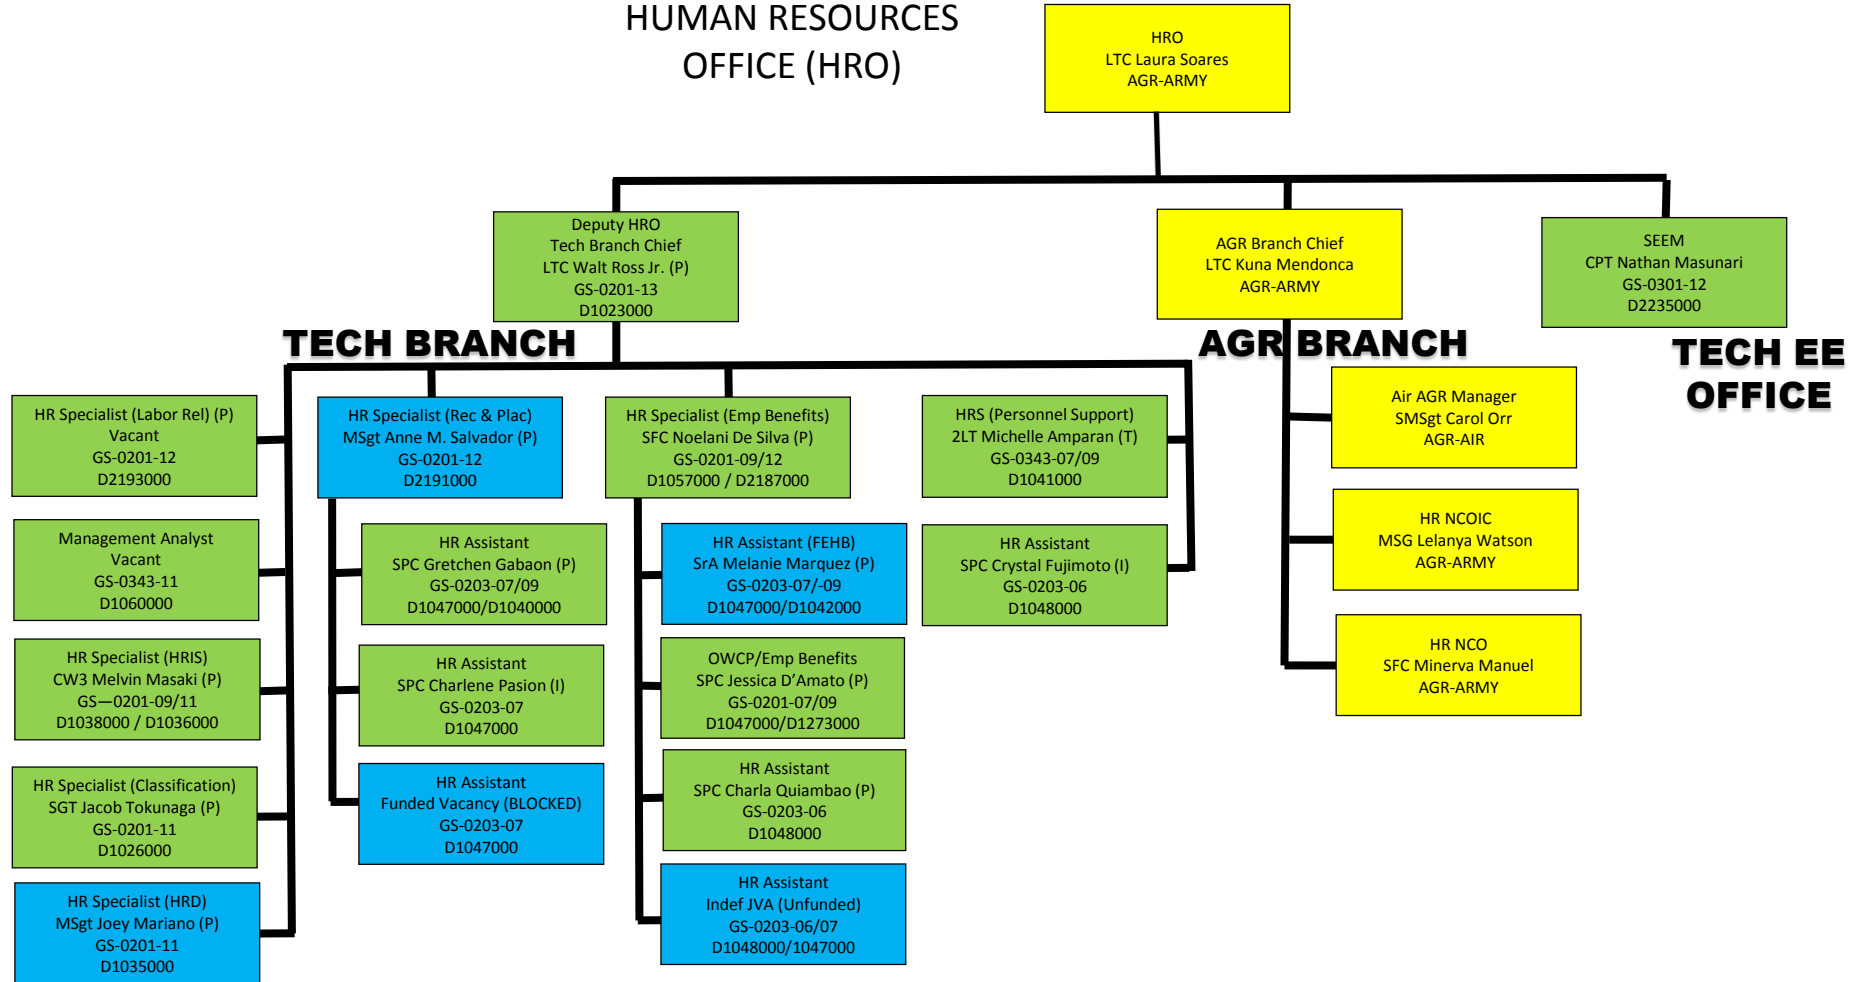 HUMAN RESOURCES
OFFICE (HRO)
HRO
LTC Laura Soares
AGR-ARMY
Deputy HRO
Tech Branch Chief
LTC Walt Ross Jr. (P)
GS-0201-13
D1023000
AGR Branch Chief
LTC Kuna Mendonca
AGR-ARMY
SEEM
CPT Nathan Masunari
GS-0301-12
D2235000
TECH BRANCH
AGR BRANCH
TECH EE
OFFICE
HR Specialist (Labor Rel) (P)
Vacant
GS-0201-12
D2193000
Management Analyst
Vacant
GS-0343-11
D1060000
HR Specialist (HRIS)
CW3 Melvin Masaki (P)
GS—0201-09/11
D1038000 / D1036000
HR Specialist (Classification)
SGT Jacob Tokunaga (P)
GS-0201-11
D1026000
HR Specialist (HRD)
MSgt Joey Mariano (P)
GS-0201-11
D1035000
HR Specialist (Rec & Plac)
MSgt Anne M. Salvador (P)
GS-0201-12
D2191000
HR Assistant
SPC Gretchen Gabaon (P)
GS-0203-07/09
D1047000/D1040000
HR Assistant
SPC Charlene Pasion (I)
GS-0203-07
D1047000
HR Assistant
Funded Vacancy (BLOCKED)
GS-0203-07
D1047000
HR Specialist (Emp Benefits)
SFC Noelani De Silva (P)
GS-0201-09/12
D1057000 / D2187000
HR Assistant (FEHB)
SrA Melanie Marquez (P)
GS-0203-07/-09
D1047000/D1042000
OWCP/Emp Benefits
SPC Jessica D’Amato (P)
GS-0201-07/09
D1047000/D1273000
HR Assistant
SPC Charla Quiambao (P)
GS-0203-06
D1048000
HR Assistant
Indef JVA (Unfunded)
GS-0203-06/07
D1048000/1047000
HRS (Personnel Support)
2LT Michelle Amparan (T)
GS-0343-07/09
D1041000
HR Assistant
SPC Crystal Fujimoto (I)
GS-0203-06
D1048000
Air AGR Manager
SMSgt Carol Orr
AGR-AIR
HR NCOIC
MSG Lelanya Watson
AGR-ARMY
HR NCO
SFC Minerva Manuel
AGR-ARMY